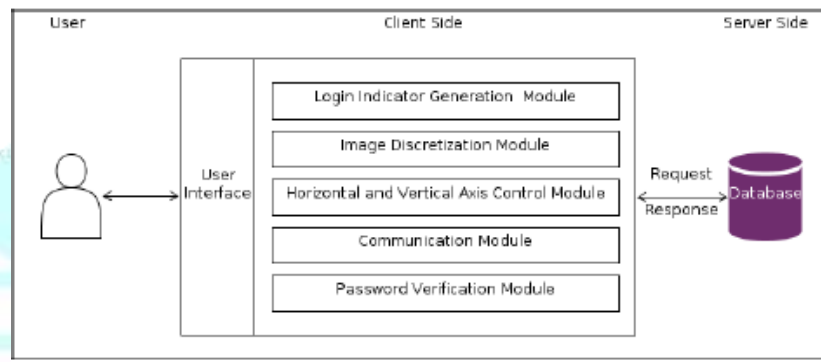 User
Client Side
Server Side
Login Indicator Generation Module
Image Discretization Module
User
Interface
Horizontal and Vertical Axis Control Module
Communication Module
Password Verification Module
Request
Response
Database